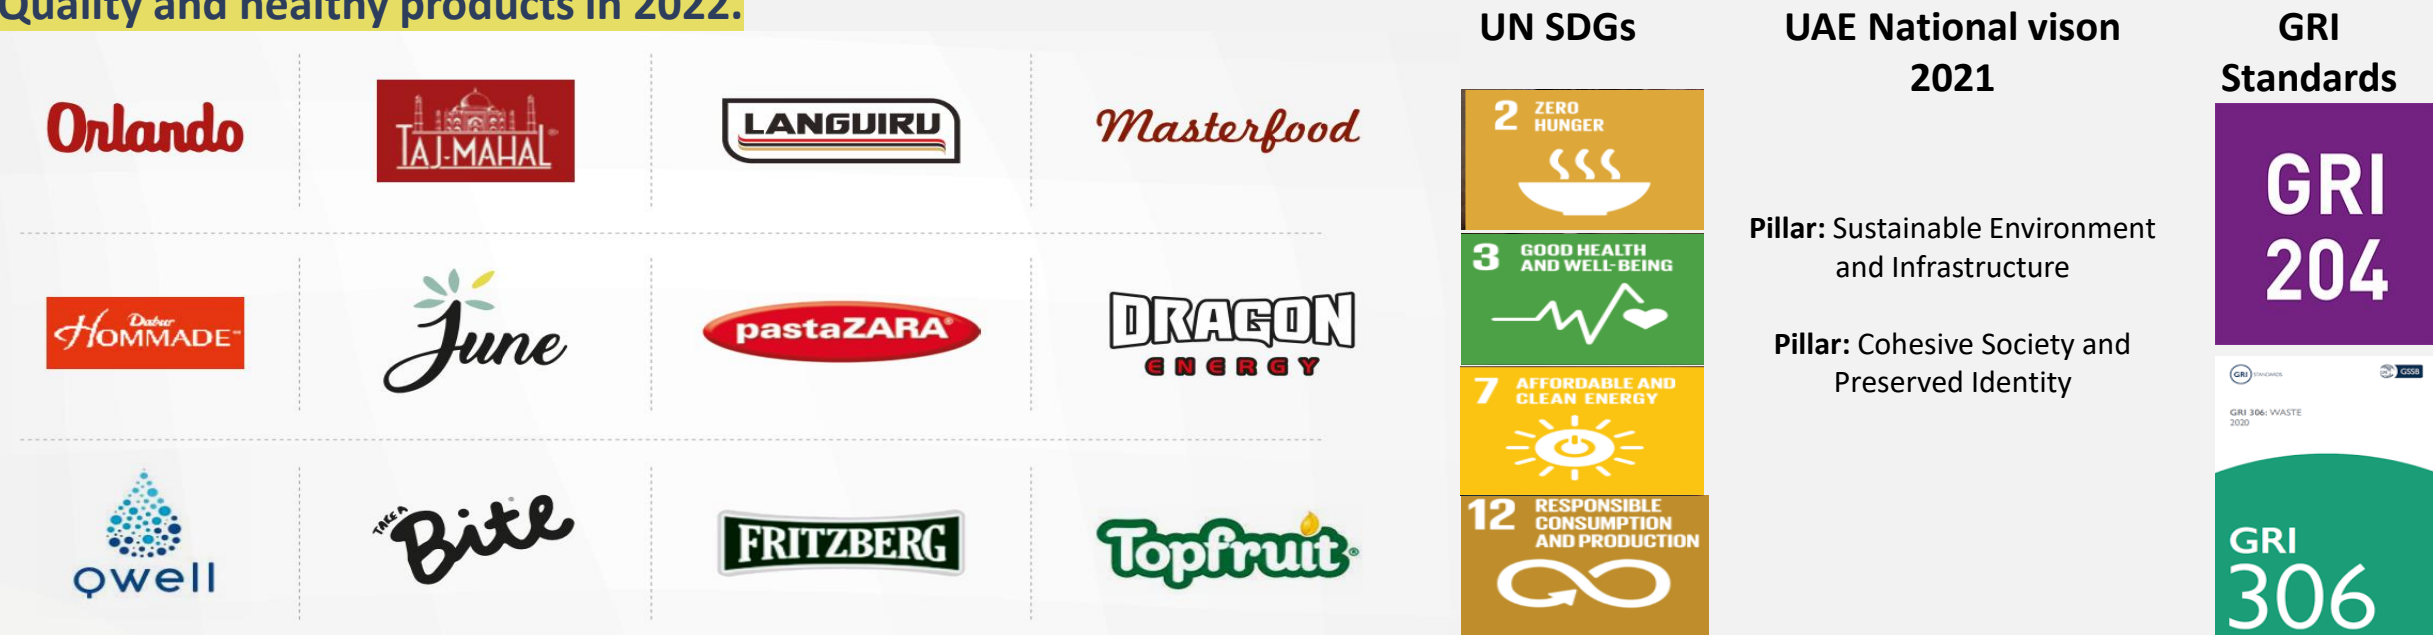 Quality and healthy products in 2022.
Orlando
TAJ-MAHAL
LANGUIRU
Masterfood
Dabur
HOMMADE
June
pastaZARA
DRAGON
ENERGY
qwell
TAKE A
Bite
FRITZBERG
Topfruit
UN SDGs
2 ZERO
HUNGER
3 GOOD HEALTH
AND WELL-BEING
7 AFFORDABLE AND
CLEAN ENERGY
12 RESPONSIBLE
CONSUMPTION
AND PRODUCTION
UAE National vison
2021
Pillar: Sustainable Environment
and Infrastructure
Pillar: Cohesive Society and
Preserved Identity
GRI
Standards
GRI
204
GRI STANDARDS
GSSB
GRI 306: WASTE
2020
GRI
306